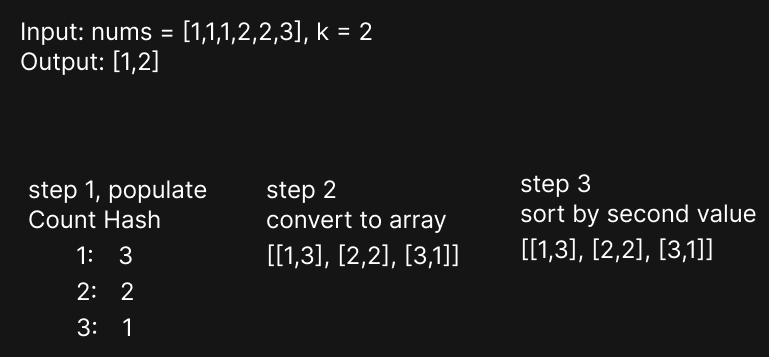 Input: nums = [1,1,1,2,2,3], k = 2
Output: [1,2]
step 1, populate
Count Hash
1: 3
2: 2
3: 1
step 2
convert to array
[[1,3], [2,2], [3,1]]
step 3
sort by second value
[[1,3], [2,2], [3,1]]